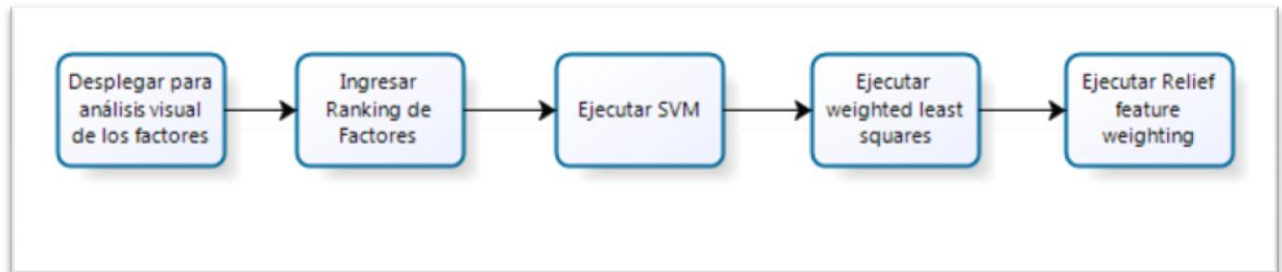 Desplegar para
análisis visual
de los factores
Ingresar
Ranking de
Factores
Ejecutar SVM
Ejecutar
weighted least
squares
Ejecutar Relief
feature
weighting